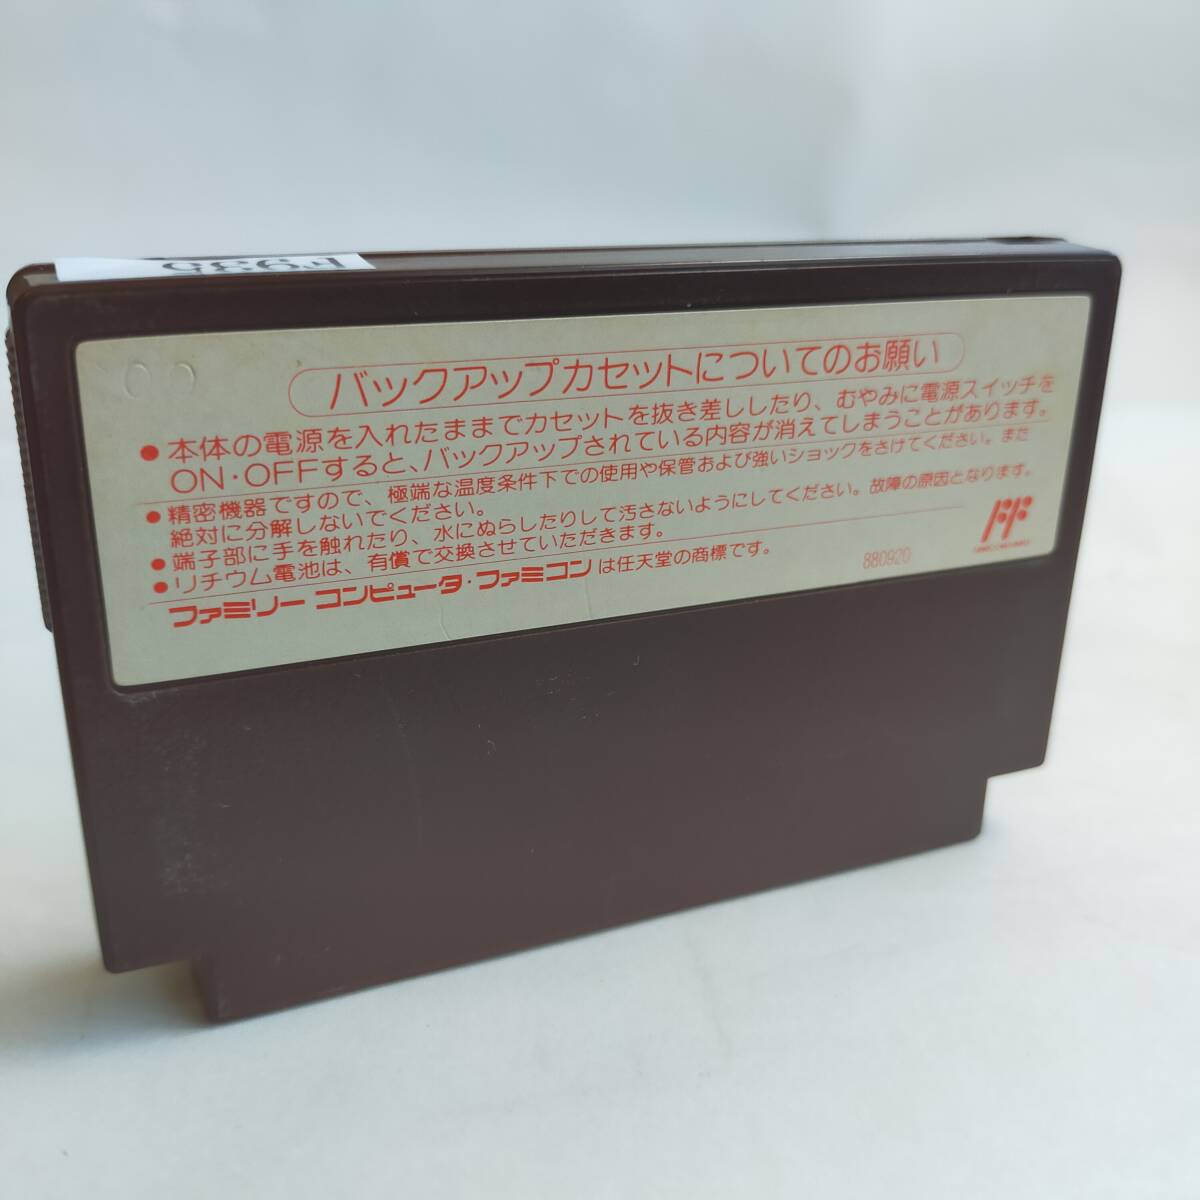 F935
バックアップカセットについてのお願い
●本体の電源を入れたままでカセットを抜き差ししたり、むやみに電源スイッチを
ON・OFFすると、バックアップされている内容が消えてしまうことがあります。
●精密機器ですので、極端な温度条件下での使用や保管および強いショックをさけてください。また
絶対に分解しないでください。
●端子部に手を触れたり、水にぬらしたりして汚さないようにしてください。故障の原因となります。
●リチウム電池は、有償で交換させていただきます。
ファミリー コンピュータ・ファミコンは任天堂の商標です。
880920